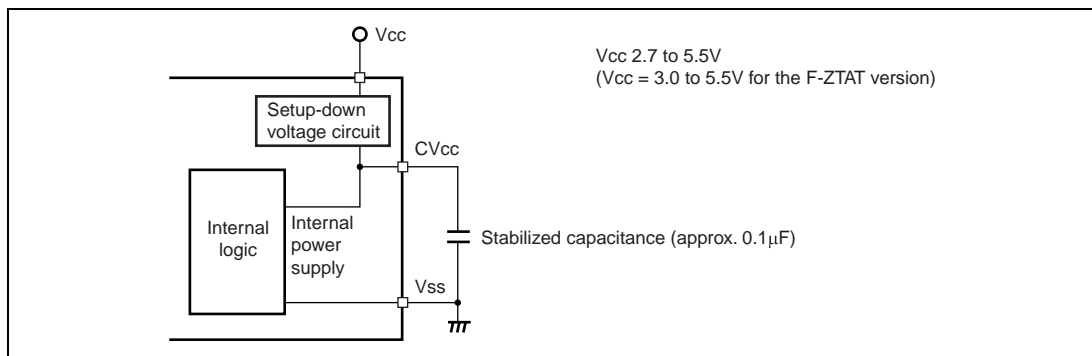 Vcc
Vcc 2.7 to 5.5V
(Vcc = 3.0 to 5.5V for the F-ZTAT version)
Setup-down
voltage circuit
CVcc
Internal
logic
Internal
power
supply
Stabilized capacitance (approx. 0.1μF)
Vss